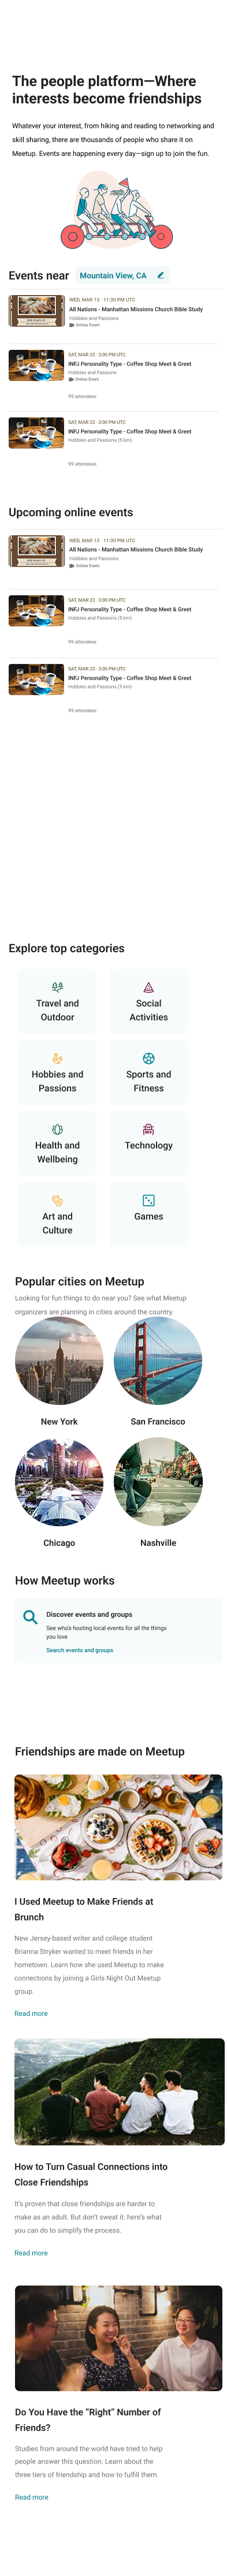 The people platform—Where
interests become friendships
Whatever your interest, from hiking and reading to networking and
skill sharing, there are thousands of people who share it on
Meetup. Events are happening every day—sign up to join the fun.
Events near
Mountain View, CA
WED, MAR 13 · 11:30 PM UTC
All Nations - Manhattan Missions Church Bible Study
Hobbies and Passions
Online Event
SAT, MAR 23 · 3:00 PM UTC
INFJ Personality Type - Coffee Shop Meet & Greet
Hobbies and Passions
Online Event
99 attendees
SAT, MAR 23 · 3:00 PM UTC
INFJ Personality Type - Coffee Shop Meet & Greet
Hobbies and Passions (5 km)
99 attendees
Upcoming online events
WED, MAR 13 · 11:30 PM UTC
All Nations - Manhattan Missions Church Bible Study
Hobbies and Passions
Online Event
SAT, MAR 23 · 3:00 PM UTC
INFJ Personality Type - Coffee Shop Meet & Greet
Hobbies and Passions (5 km)
99 attendees
SAT, MAR 23 · 3:00 PM UTC
INFJ Personality Type - Coffee Shop Meet & Greet
Hobbies and Passions (5 km)
99 attendees
Explore top categories
Travel and
Outdoor
Social
Activities
Hobbies and
Passions
Sports and
Fitness
Health and
Wellbeing
Technology
Art and
Culture
Games
Popular cities on Meetup
Looking for fun things to do near you? See what Meetup
organizers are planning in cities around the country.
New York
San Francisco
Chicago
Nashville
How Meetup works
Discover events and groups
See who's hosting local events for all the things
you love
Search events and groups
Friendships are made on Meetup
I Used Meetup to Make Friends at
Brunch
New Jersey-based writer and college student
Brianna Stryker wanted to meet friends in her
hometown. Learn how she used Meetup to make
connections by joining a Girls Night Out Meetup
group.
Read more
How to Turn Casual Connections into
Close Friendships
It's proven that close friendships are harder to
make as an adult. But don't sweat it: here's what
you can do to simplify the process.
Read more
Do You Have the “Right” Number of
Friends?
Studies from around the world have tried to help
people answer this question. Learn about the
three tiers of friendship and how to fulfill them.
Read more